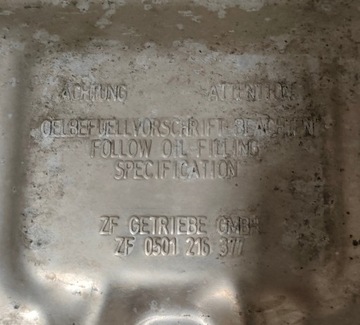 ACHTUNG ATTENTION
OELBEFUELLVORSCHRIFT BEACHTEN
FOLLOW OIL FILLING
SPECIFICATION
ZF GETRIEBE GMBH
ZF 0501 216 377